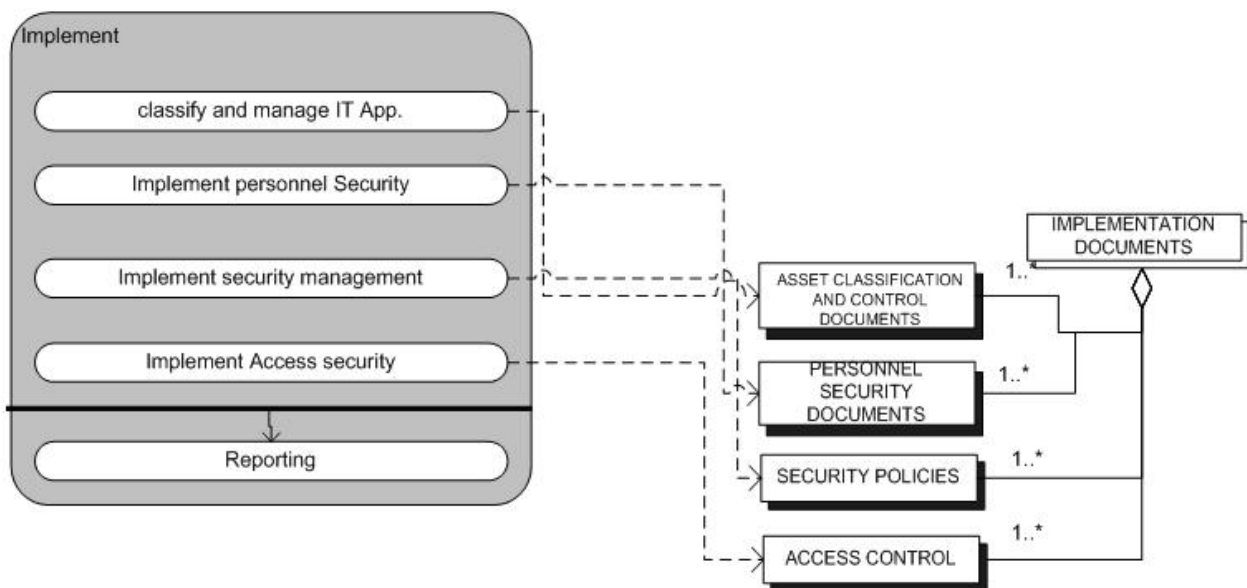 Implement
classify and manage IT App.
Implement personnel Security
Implement security management
Implement Access security
Reporting
IMPLEMENTATION
DOCUMENTS
1..*
ASSET CLASSIFICATION
AND CONTROL
DOCUMENTS
1..*
PERSONNEL
SECURITY
DOCUMENTS
1..*
SECURITY POLICIES
1..*
ACCESS CONTROL